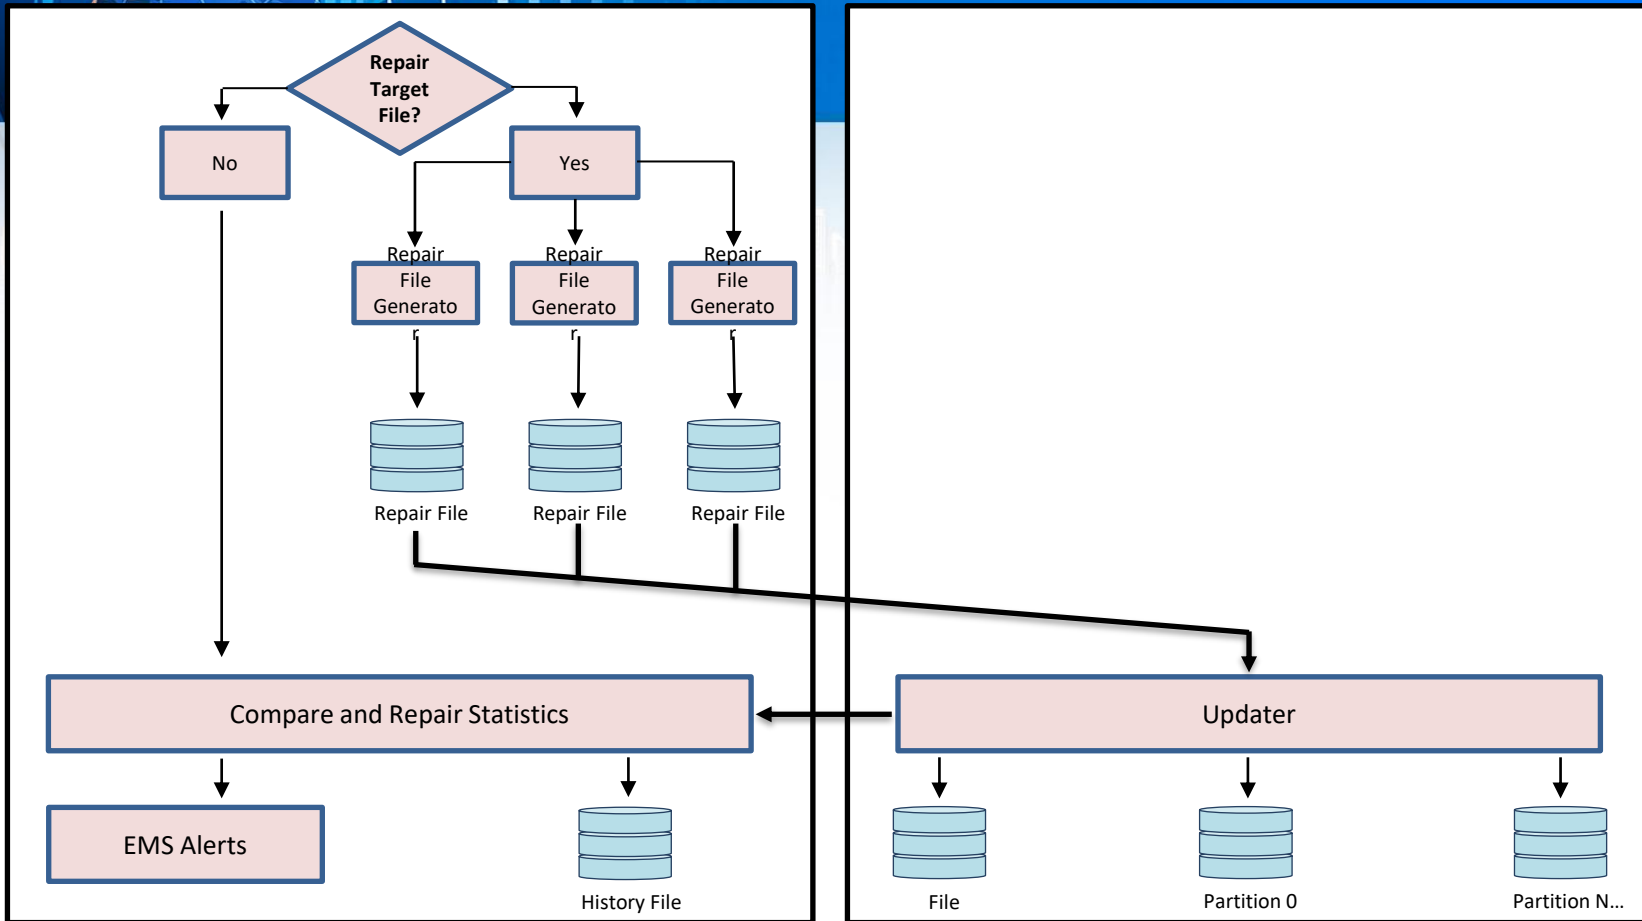 Repair
Target
File?
No
Yes
Repair
File
Generato
r
Repair
File
Generato
r
Repair
File
Generato
r
Repair File
Repair File
Repair File
Compare and Repair Statistics
Updater
EMS Alerts
History File
File
Partition 0
Partition N...